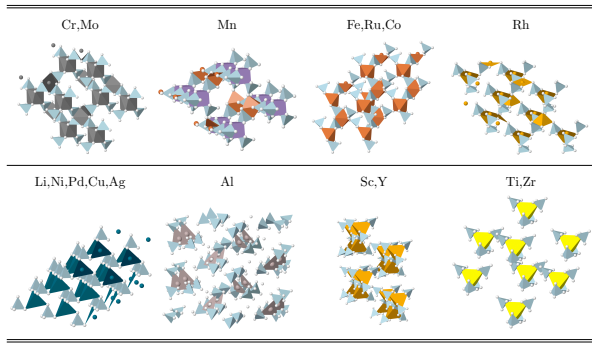 Cr,Mo Mn Fe,Ru,Co Rh
Li,Ni,Pd,Cu,Ag Al Sc,Y Ti,Zr